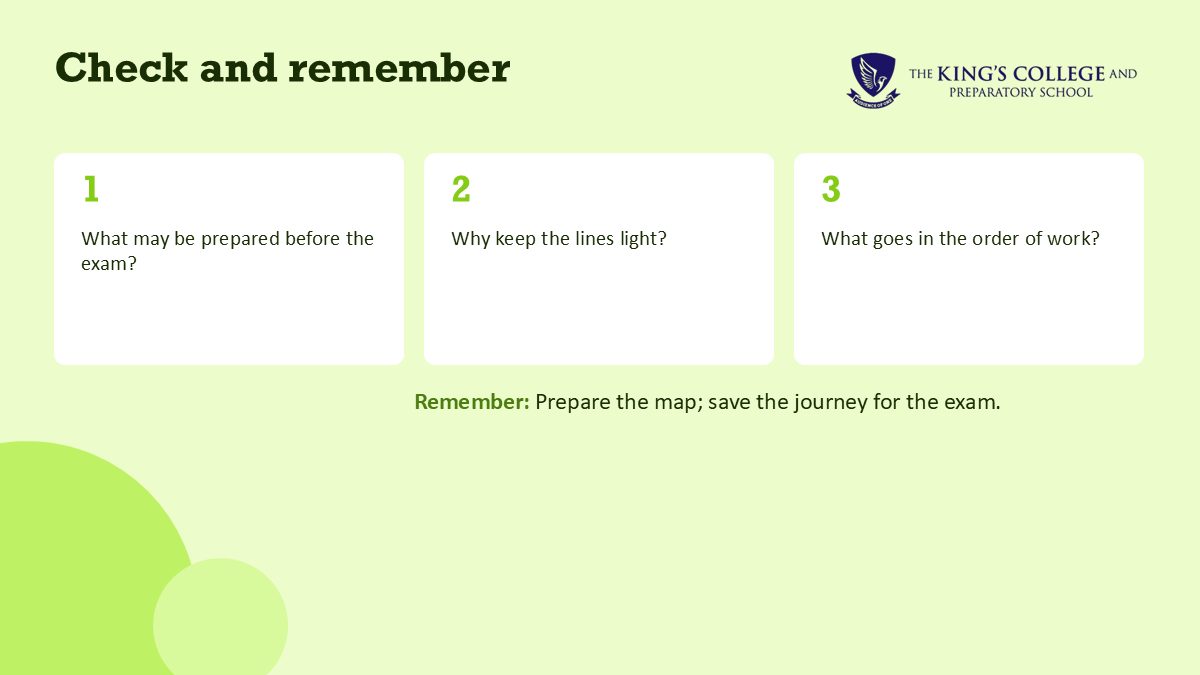 Check and remember
THE KING'S COLLEGE AND
PREPARATORY SCHOOL
1
What may be prepared before the
exam?
2
Why keep the lines light?
3
What goes in the order of work?
Remember: Prepare the map; save the journey for the exam.